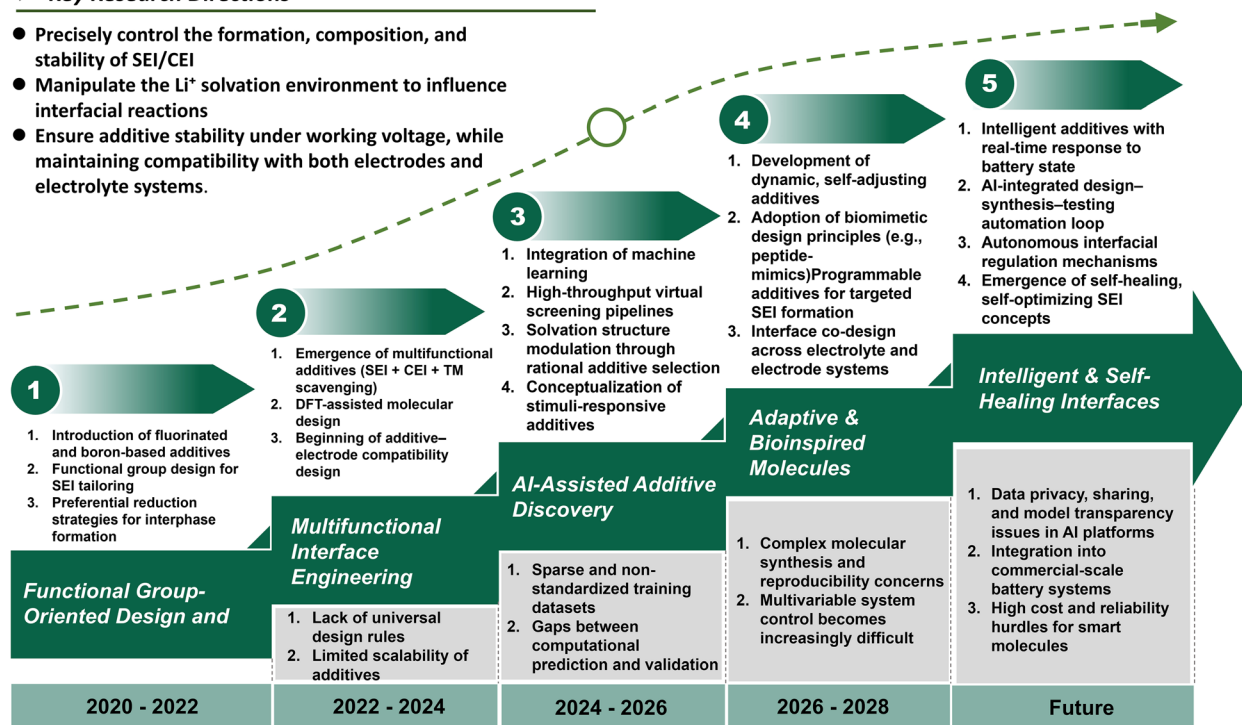 Key Research Directions
● Precisely control the formation, composition, and
stability of SEI/CEI
● Manipulate the Li⁺ solvation environment to influence
interfacial reactions
● Ensure additive stability under working voltage, while
maintaining compatibility with both electrodes and
electrolyte systems.
1
1. Introduction of fluorinated
and boron-based additives
2. Functional group design for
SEI tailoring
3. Preferential reduction
strategies for interphase
formation
Functional Group-
Oriented Design and
2020 - 2022
2
1. Emergence of multifunctional
additives (SEI + CEI + TM
scavenging)
2. DFT-assisted molecular
design
3. Beginning of additive–
electrode compatibility
design
Multifunctional
Interface
Engineering
1. Lack of universal
design rules
2. Limited scalability of
additives
2022 - 2024
3
1. Integration of machine
learning
2. High-throughput virtual
screening pipelines
3. Solvation structure
modulation through
rational additive selection
4. Conceptualization of
stimuli-responsive
additives
AI-Assisted Additive
Discovery
1. Sparse and non-
standardized training
datasets
2. Gaps between
computational
prediction and validation
2024 - 2026
4
1. Development of
dynamic, self-adjusting
additives
2. Adoption of biomimetic
design principles (e.g.,
peptide-
mimics)Programmable
additives for targeted
SEI formation
3. Interface co-design
across electrolyte and
electrode systems
Adaptive &
Bioinspired
Molecules
1. Complex molecular
synthesis and
reproducibility concerns
2. Multivariable system
control becomes
increasingly difficult
2026 - 2028
5
1. Intelligent additives with
real-time response to
battery state
2. AI-integrated design–
synthesis–testing
automation loop
3. Autonomous interfacial
regulation mechanisms
4. Emergence of self-healing,
self-optimizing SEI
concepts
Intelligent & Self-
Healing Interfaces
1. Data privacy, sharing,
and model transparency
issues in AI platforms
2. Integration into
commercial-scale
battery systems
3. High cost and reliability
hurdles for smart
molecules
Future